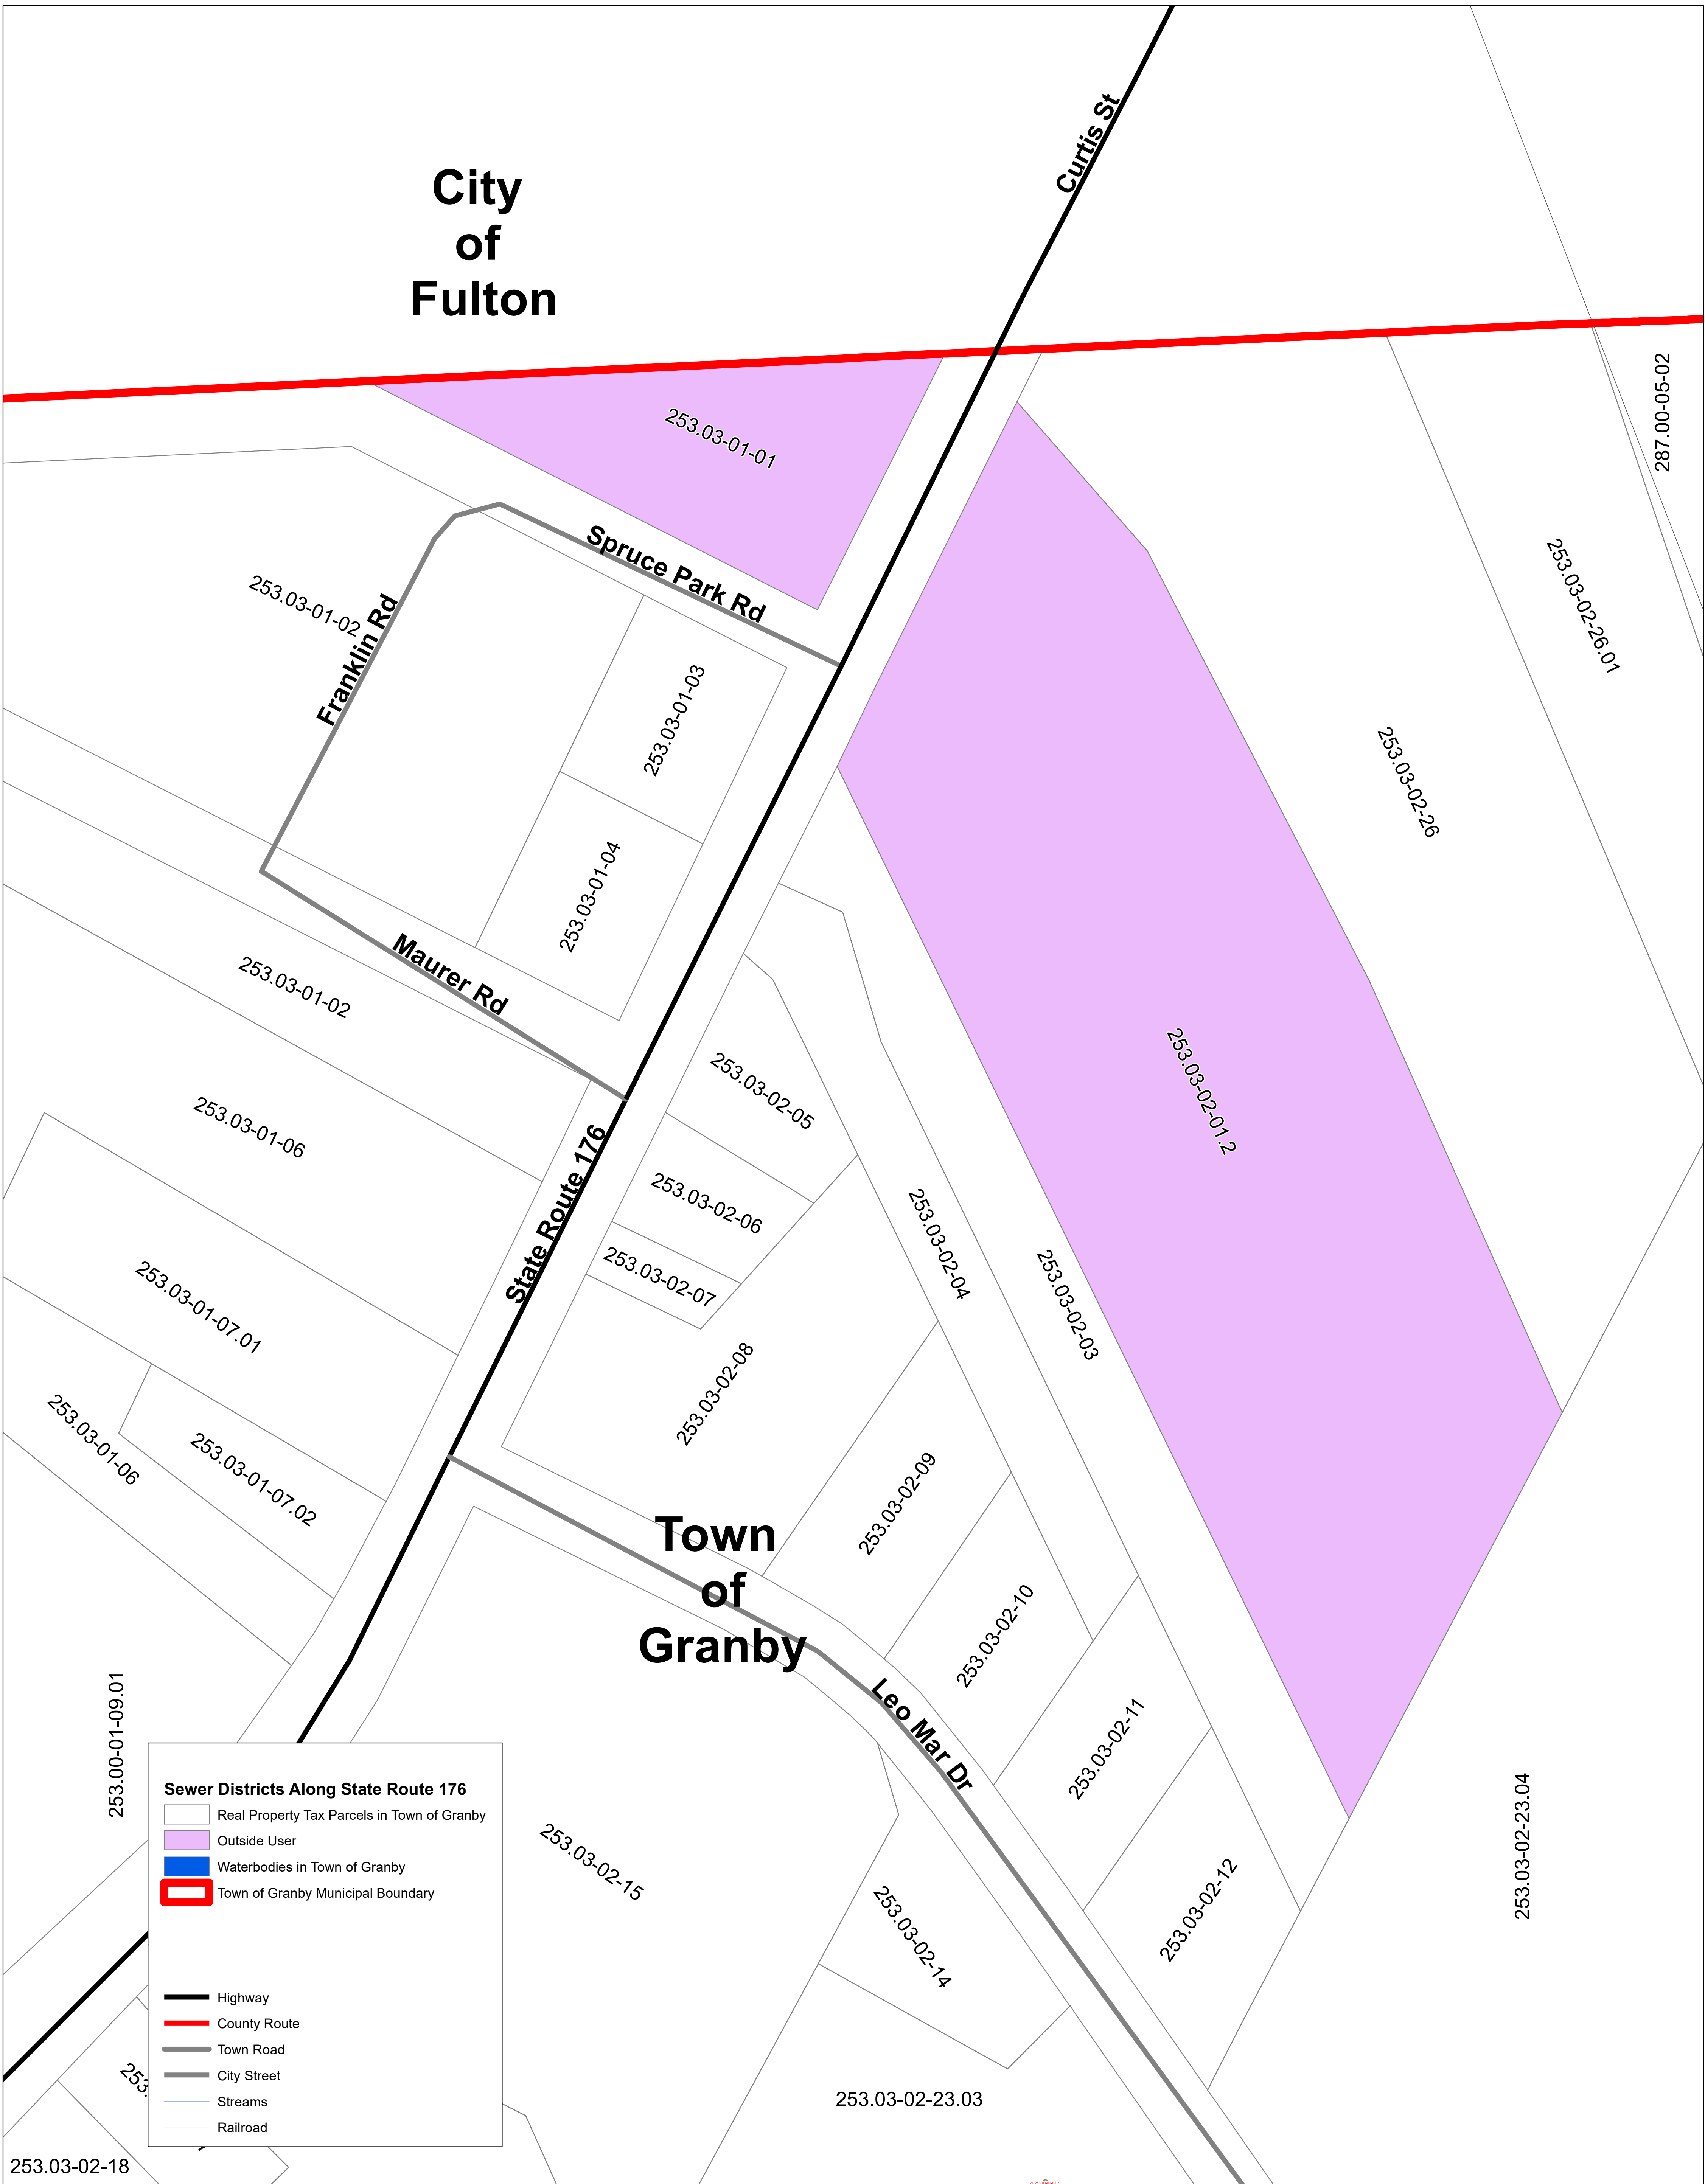 Curtis St
City
of
Fulton
287.00-05-02
253.03-01-01
Spruce Park Rd
253.03-02-26.01
253.03-01-02
Franklin Rd
253.03-01-03
253.03-02-26
253.03-01-04
Maurer Rd
253.03-01-02
253.03-02-05
253.03-02-01.2
253.03-01-06
State Route 176
253.03-02-06
253.03-02-04
253.03-02-07
253.03-02-03
253.03-01-07.01
253.03-02-08
253.03-01-06
253.03-01-07.02
253.03-02-09
Town
of
Granby
253.03-02-10
Leo Mar Dr
253.03-02-11
253.00-01-09.01
253.03-02-15
253.03-02-23.04
253.03-02-14
253.03-02-12
Sewer Districts Along State Route 176
Real Property Tax Parcels in Town of Granby
Outside User
Waterbodies in Town of Granby
Town of Granby Municipal Boundary
Highway
County Route
Town Road
City Street
Streams
Railroad
253.03-02-23.03
253.03-02-18